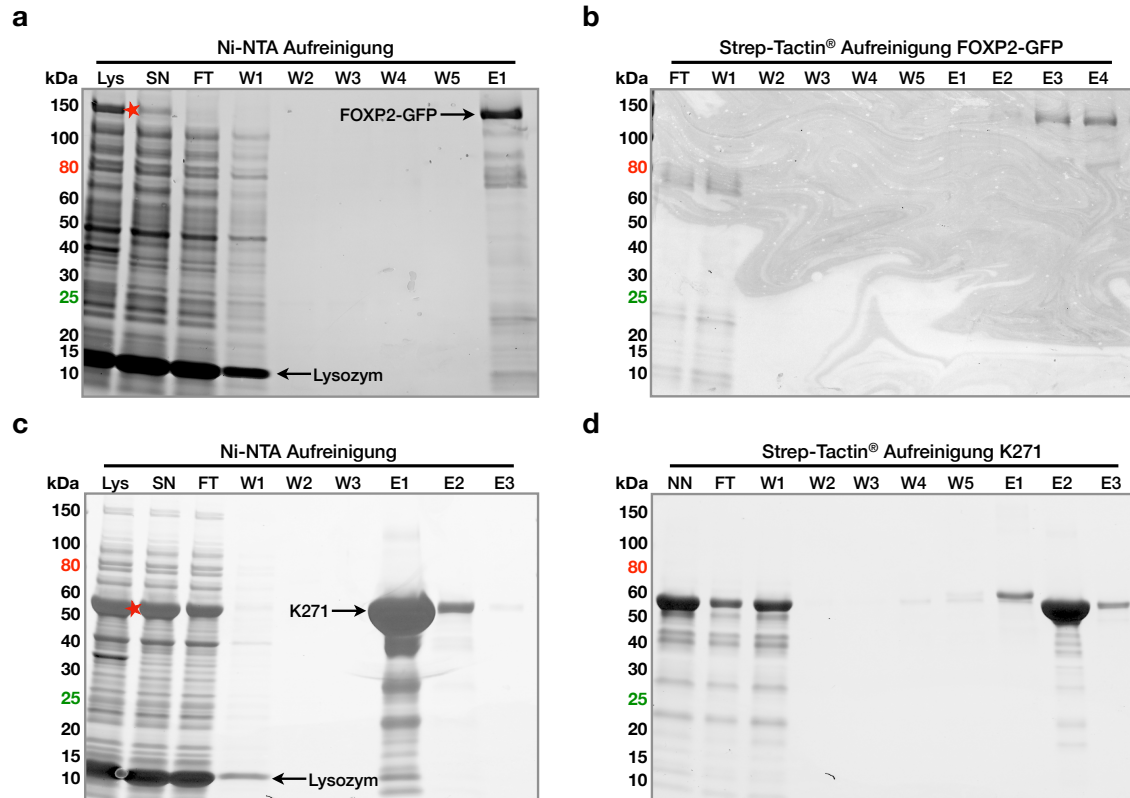 a
Ni-NTA Aufreinigung
kDa Lys SN FT W1 W2 W3 W4 W5 E1
150
100
80
60
50
40
30
25
20
15
10
FOXP2-GFP
Lysozym
b
Strep-Tactin® Aufreinigung FOXP2-GFP
kDa FT W1 W2 W3 W4 W5 E1 E2 E3 E4
150
100
80
60
50
40
30
25
20
15
10
c
Ni-NTA Aufreinigung
kDa Lys SN FT W1 W2 W3 E1 E2 E3
150
100
80
60
50
40
30
25
20
15
10
K271
Lysozym
d
Strep-Tactin® Aufreinigung K271
kDa NN FT W1 W2 W3 W4 W5 E1 E2 E3
150
100
80
60
50
40
30
25
20
15
10